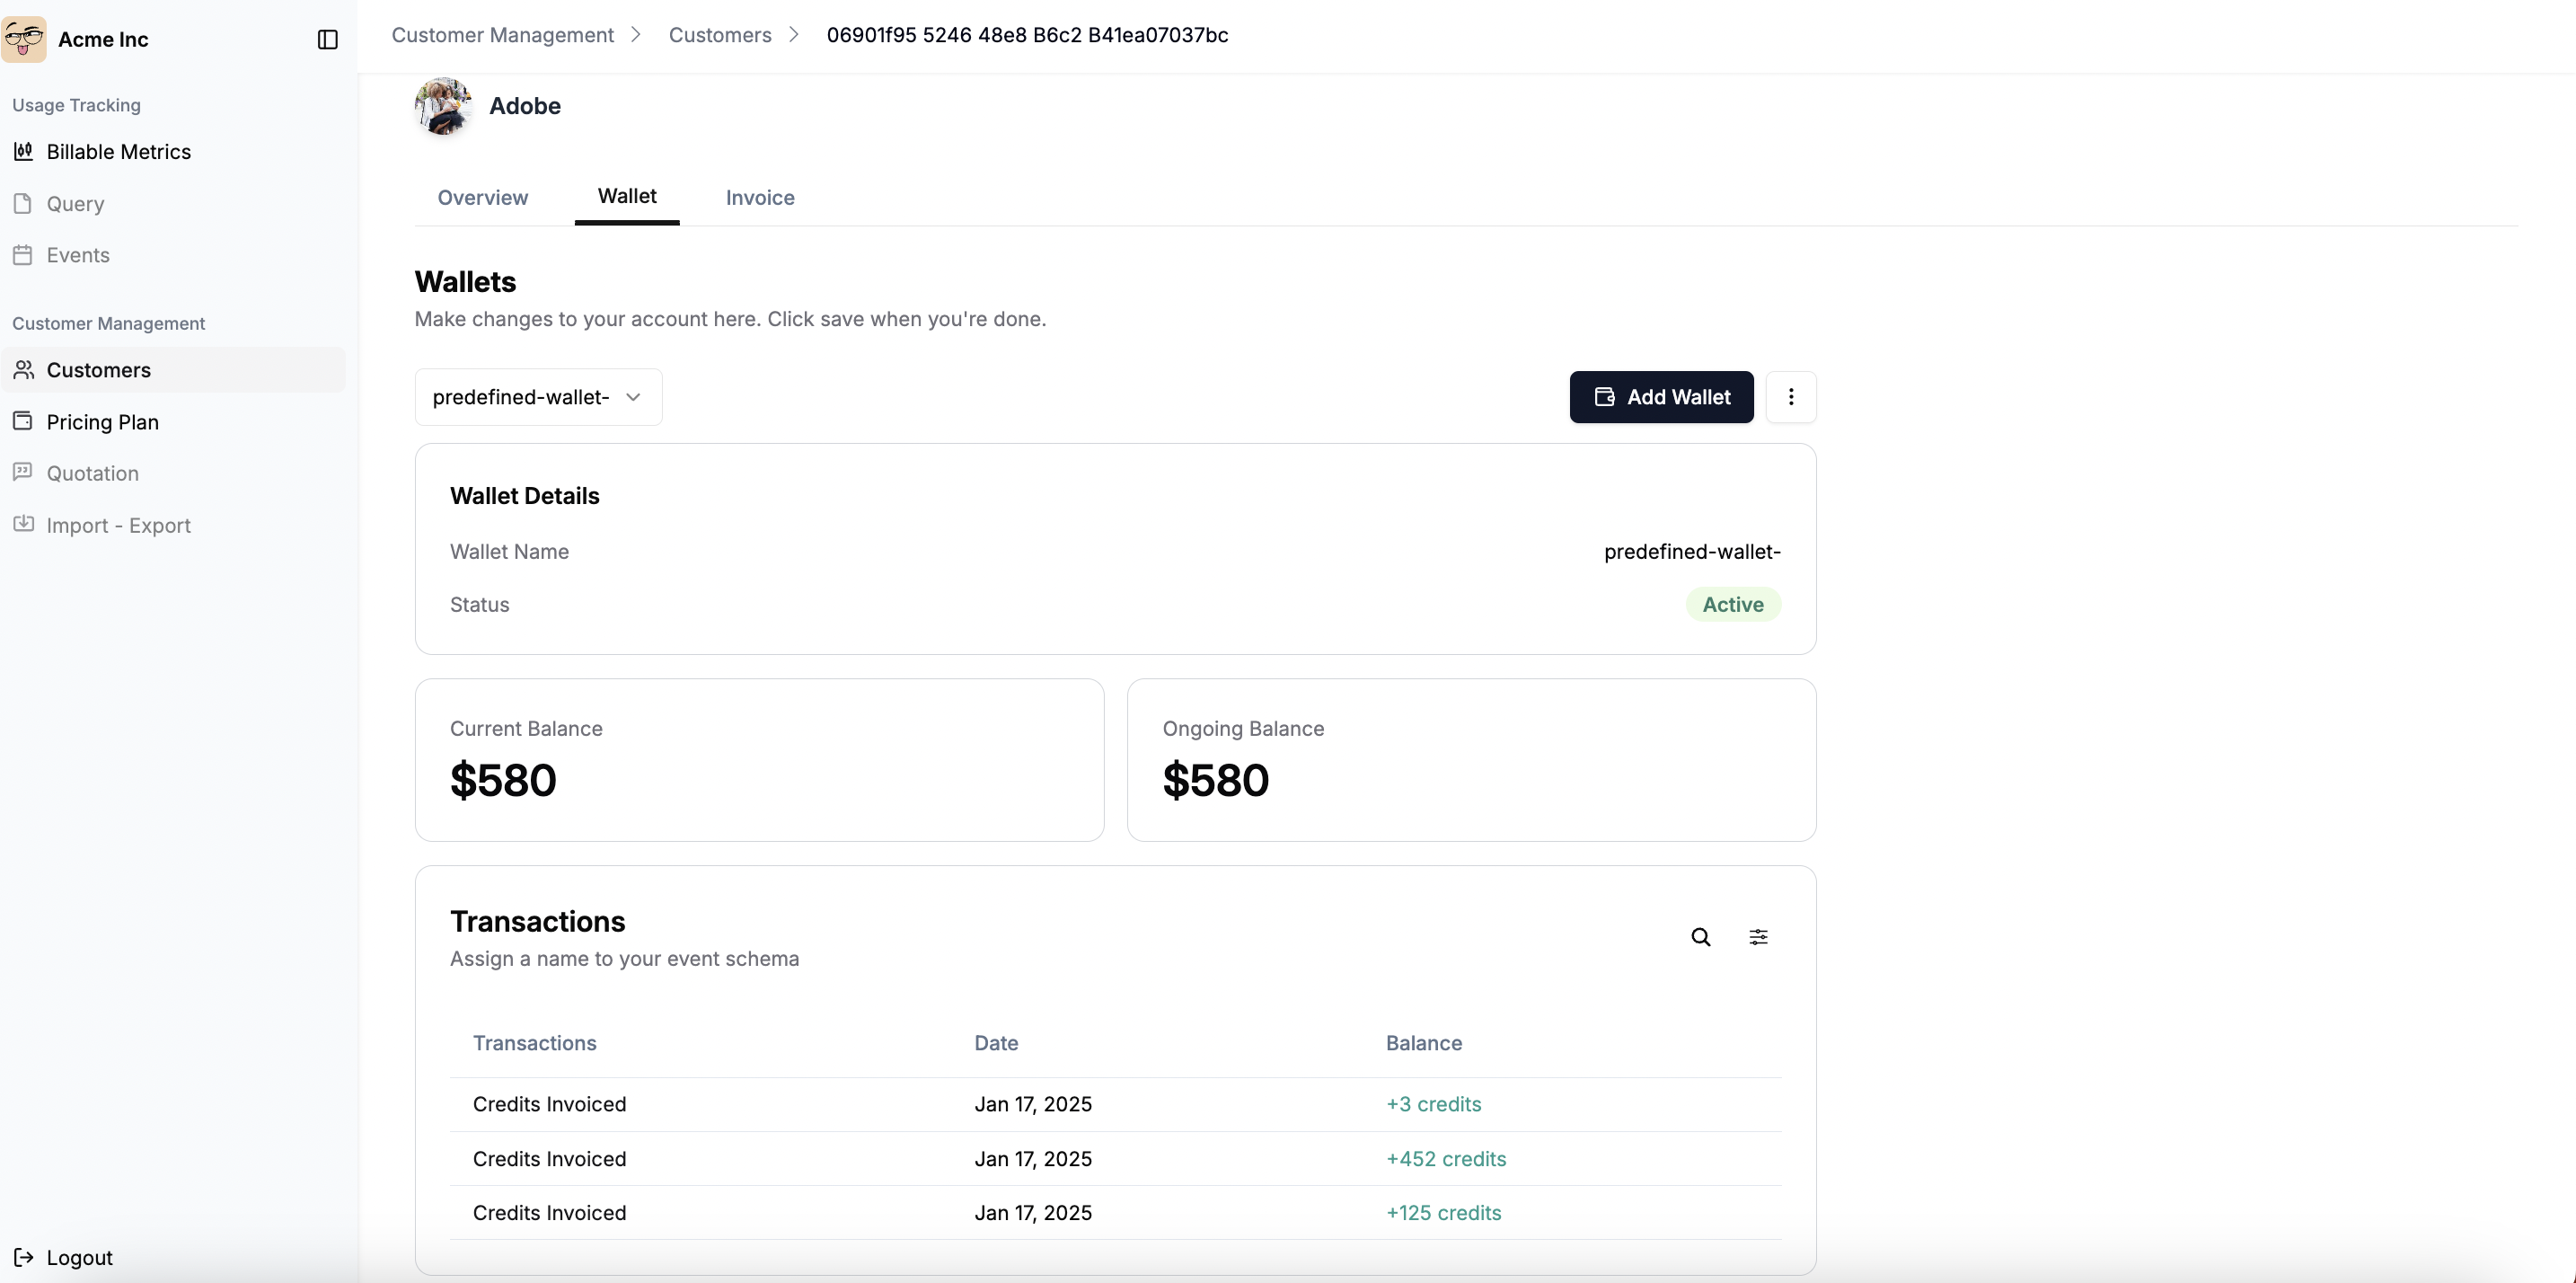 Acme Inc
Customer Management > Customers > 06901f95 5246 48e8 B6c2 B41ea07037bc
Usage Tracking
Billable Metrics
Query
Events
Customer Management
Customers
Pricing Plan
Quotation
Import - Export
Logout
Adobe
Overview Wallet Invoice
Wallets
Make changes to your account here. Click save when you're done.
predefined-wallet- Add Wallet
Wallet Details
Wallet Name predefined-wallet-
Status Active
Current Balance
$580
Ongoing Balance
$580
Transactions
Assign a name to your event schema
Transactions Date Balance
Credits Invoiced Jan 17, 2025 +3 credits
Credits Invoiced Jan 17, 2025 +452 credits
Credits Invoiced Jan 17, 2025 +125 credits